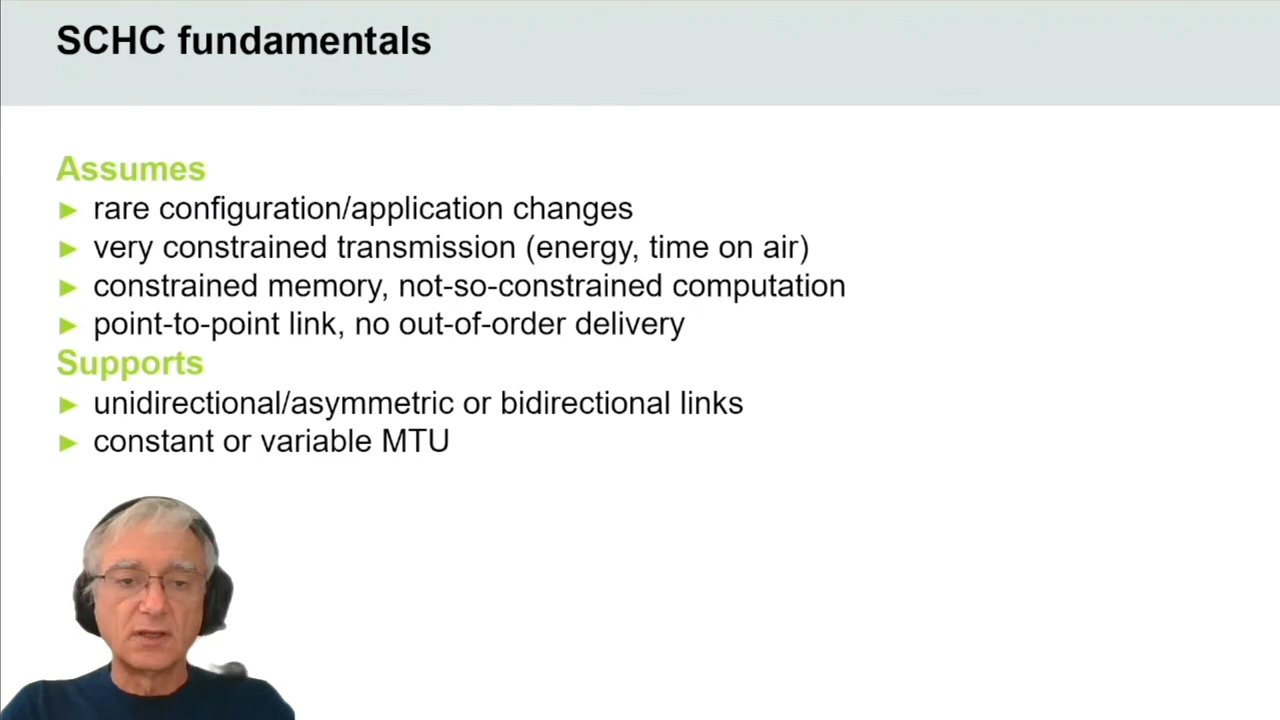 SCHC fundamentals
Assumes
► rare configuration/application changes
► very constrained transmission (energy, time on air)
► constrained memory, not-so-constrained computation
► point-to-point link, no out-of-order delivery
Supports
► unidirectional/asymmetric or bidirectional links
► constant or variable MTU